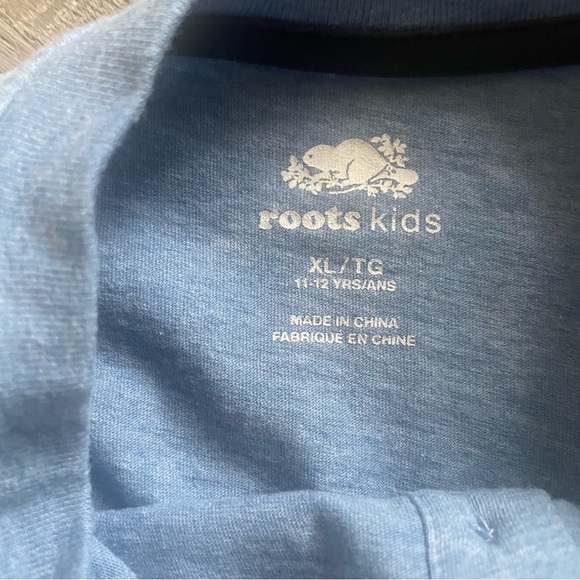 roots kids
XL/TG
11-12 YRS/ANS
MADE IN CHINA
FABRIQUÉ EN CHINE